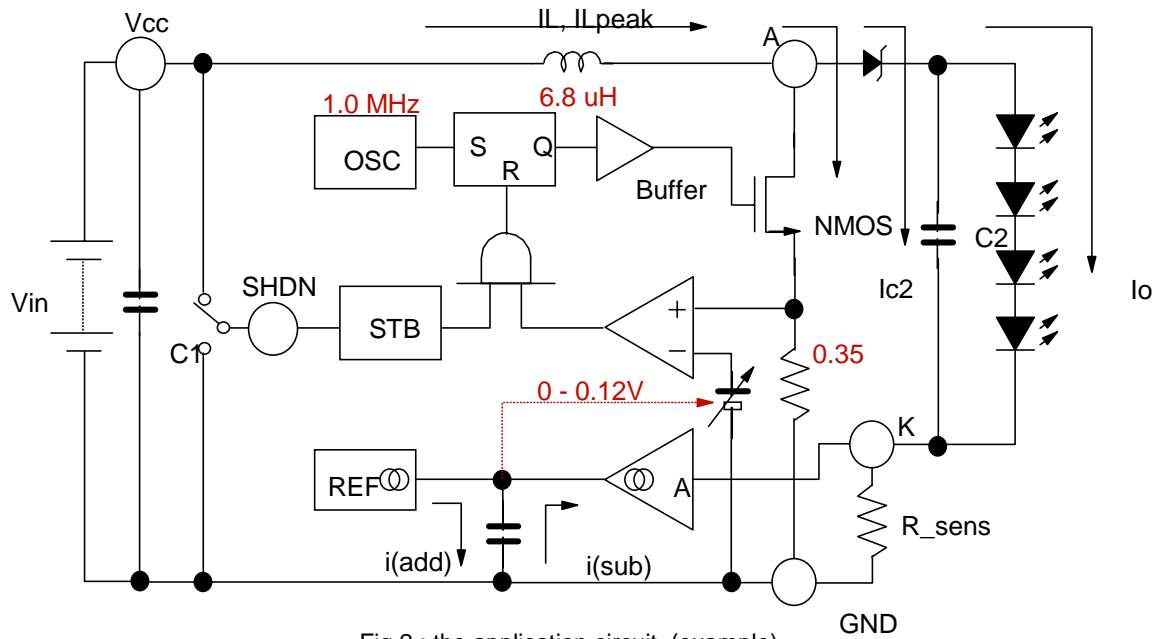 Vcc
IL, ILpeak
A
1.0 MHz
6.8 uH
OSC
S
Q
R
Buffer
NMOS
C2
Ic2
Io
Vin
SHDN
C1
STB
+
−
0.35
0 - 0.12V
K
REF
A
R_sens
i(add)
i(sub)
GND